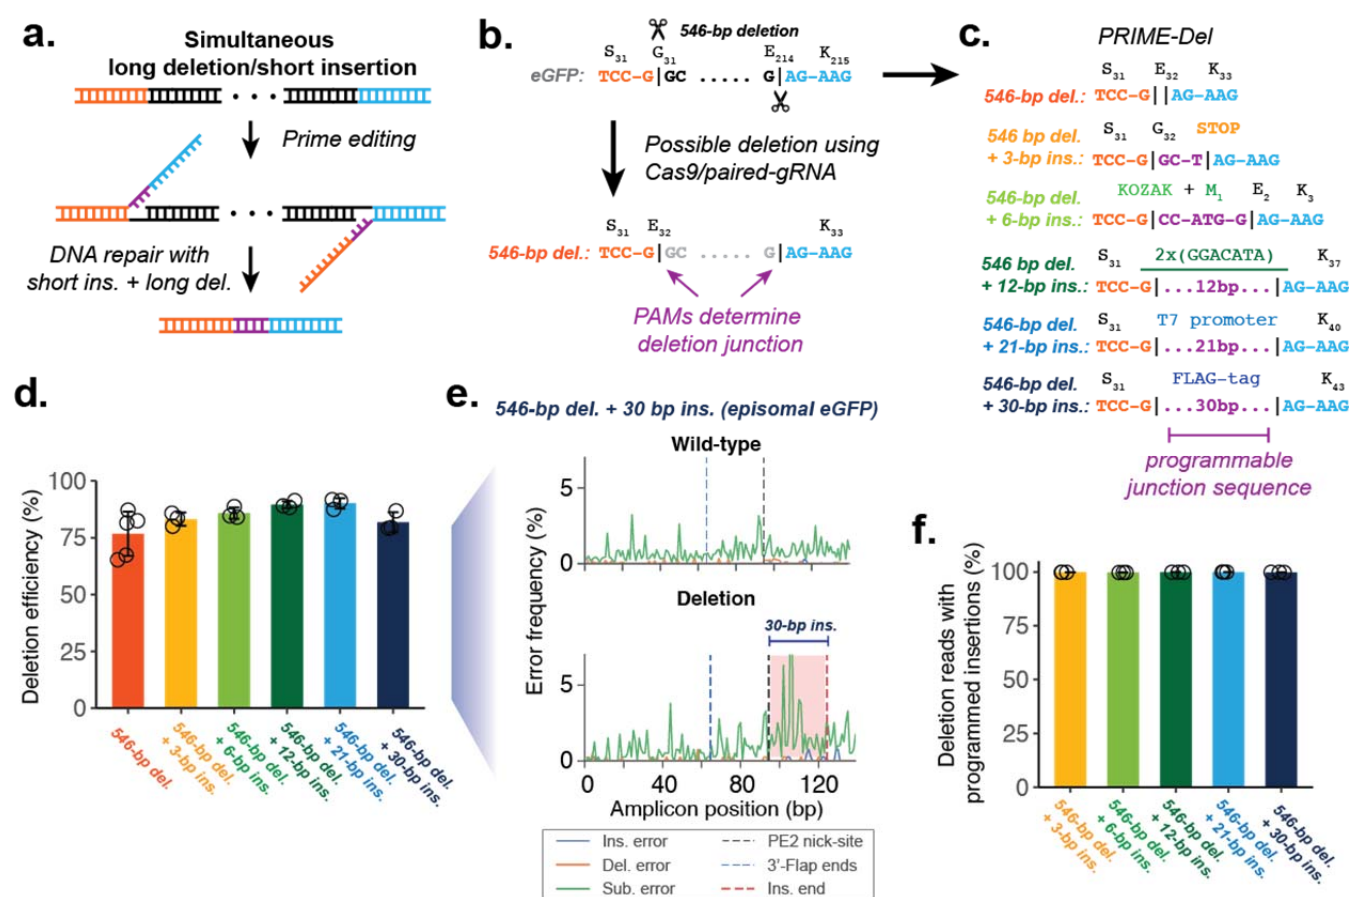 a.
Simultaneous
long deletion/short insertion
Prime editing
DNA repair with
short ins. + long del.
b.
546-bp deletion
S31 G31 E214 K215
eGFP: TCC-G|GC ..... G|AG-AAG
Possible deletion using
Cas9/paired-gRNA
S31 E32 K33
546-bp del.: TCC-G|GC ..... G|AG-AAG
PAMs determine
deletion junction
c.
PRIME-Del
S31 E32 K33
546-bp del.: TCC-G||AG-AAG
546 bp del. S31 G32 STOP
+ 3-bp ins.: TCC-G|GC-T|AG-AAG
546-bp del. KOZAK + M1 E2 K3
+ 6-bp ins.: TCC-G|CC-ATG-G|AG-AAG
546 bp del. S31 2x(GGACATA) K37
+ 12-bp ins.: TCC-G|...12bp...|AG-AAG
546-bp del. S31 T7 promoter K40
+ 21-bp ins.: TCC-G|...21bp...|AG-AAG
546-bp del. S31 FLAG-tag K43
+ 30-bp ins.: TCC-G|...30bp...|AG-AAG
programmable
junction sequence
d.
Deletion efficiency (%)
100
75
50
25
0
546-bp del.
546-bp del.
+ 3-bp ins.
546-bp del.
+ 6-bp ins.
546-bp del.
+ 12-bp ins.
546-bp del.
+ 21-bp ins.
546-bp del.
+ 30-bp ins.
e.
546-bp del. + 30 bp ins. (episomal eGFP)
Wild-type
Error frequency (%)
5
0
Deletion
30-bp ins.
5
0
0 40 80 120
Amplicon position (bp)
Ins. error
Del. error
Sub. error
PE2 nick-site
3'-Flap ends
Ins. end
f.
Deletion reads with
programmed insertions (%)
100
75
50
25
0
546-bp del.
+ 3-bp ins.
546-bp del.
+ 6-bp ins.
546-bp del.
+ 12-bp ins.
546-bp del.
+ 21-bp ins.
546-bp del.
+ 30-bp ins.